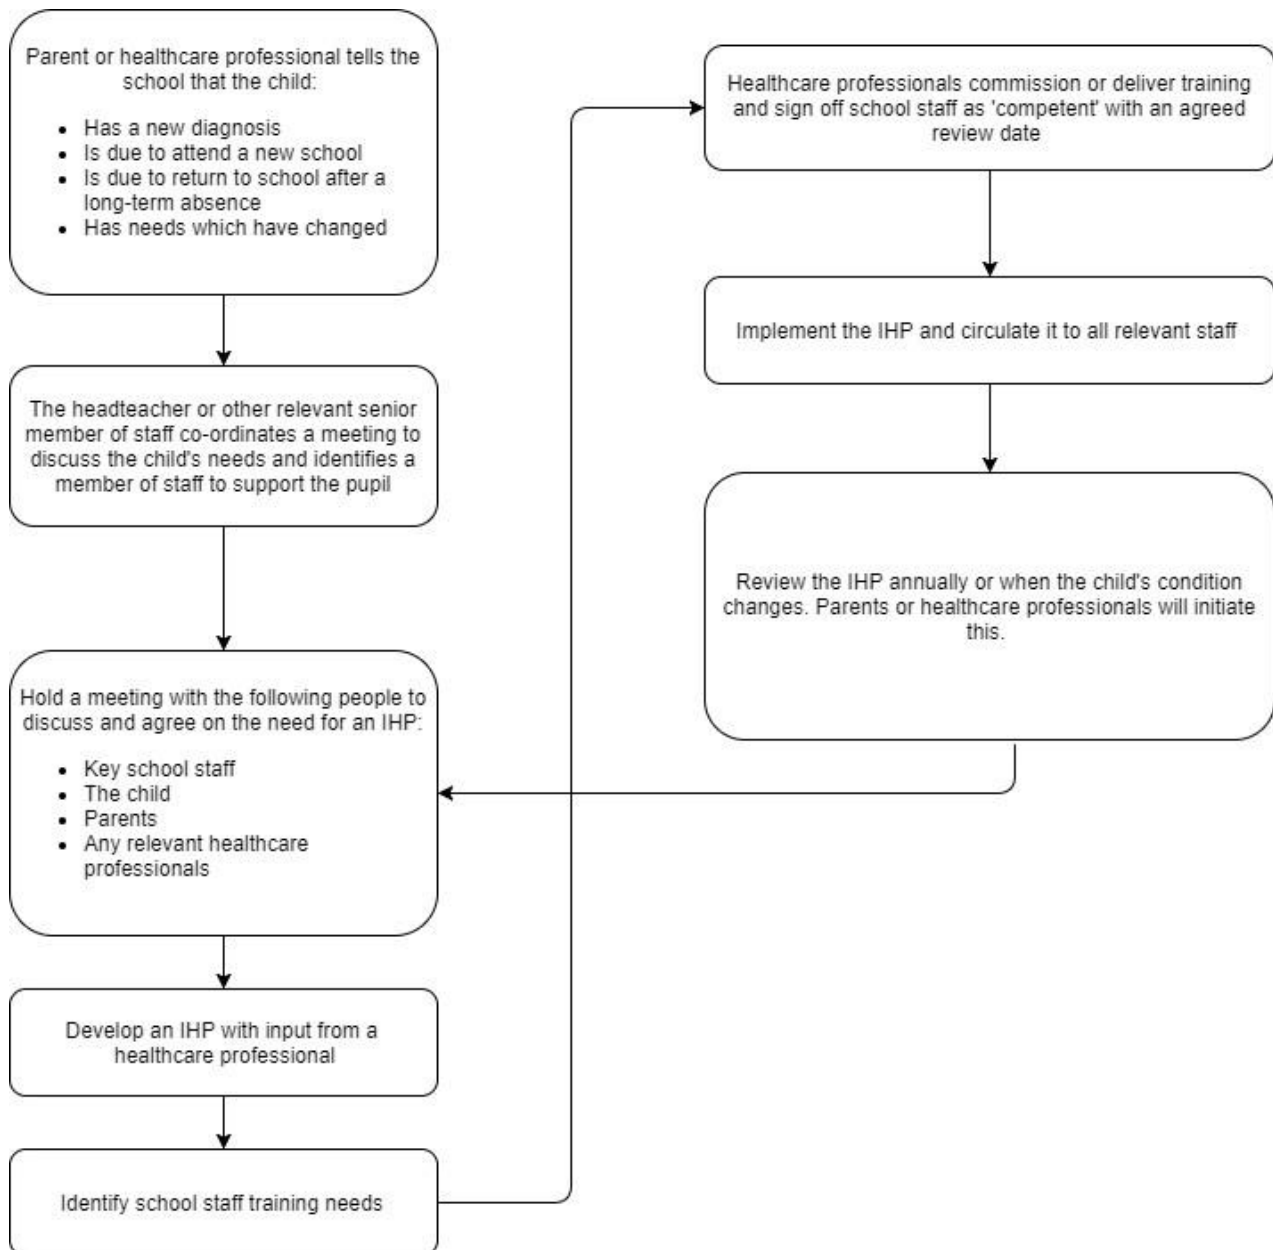 Parent or healthcare professional tells the
school that the child:
• Has a new diagnosis
• Is due to attend a new school
• Is due to return to school after a
long-term absence
• Has needs which have changed
The headteacher or other relevant senior
member of staff co-ordinates a meeting to
discuss the child's needs and identifies a
member of staff to support the pupil
Hold a meeting with the following people to
discuss and agree on the need for an IHP:
• Key school staff
• The child
• Parents
• Any relevant healthcare
professionals
Develop an IHP with input from a
healthcare professional
Identify school staff training needs
Healthcare professionals commission or deliver training
and sign off school staff as 'competent' with an agreed
review date
Implement the IHP and circulate it to all relevant staff
Review the IHP annually or when the child's condition
changes. Parents or healthcare professionals will initiate
this.